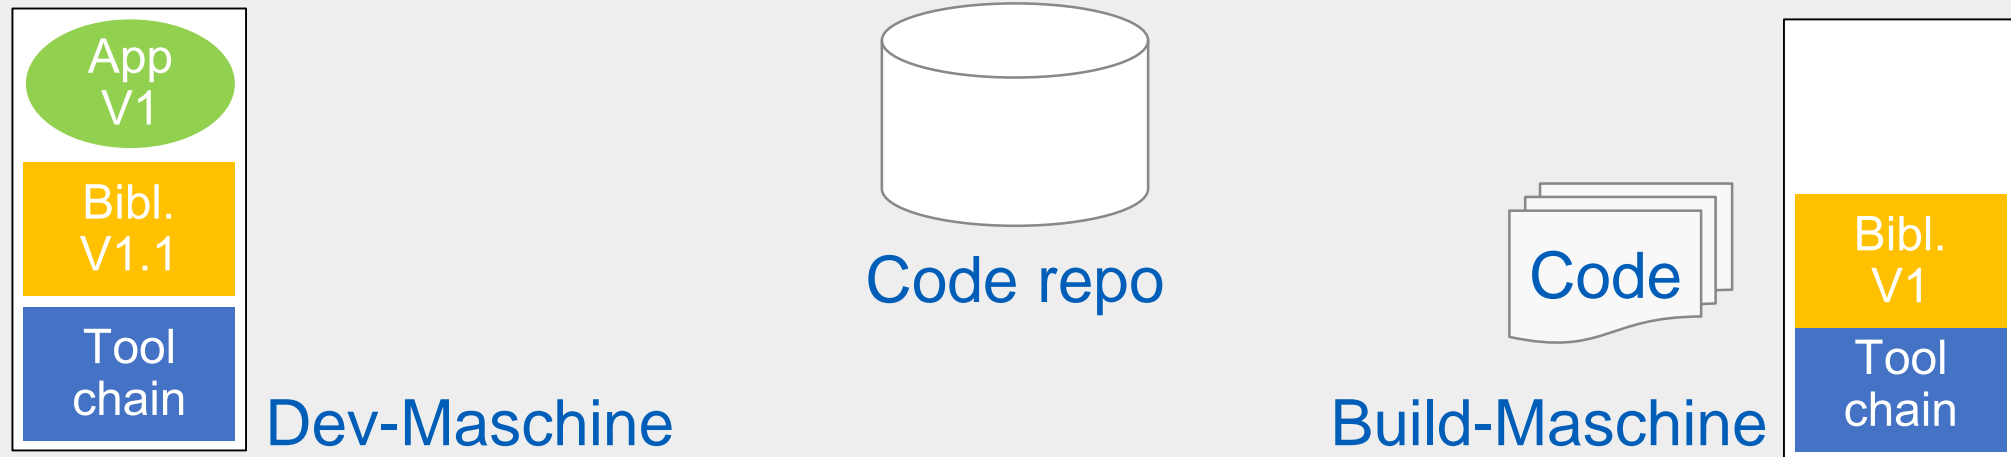 App
V1
Bibl.
V1.1
Tool
chain
Dev-Maschine
Code repo
Code
Build-Maschine
Bibl.
V1
Tool
chain